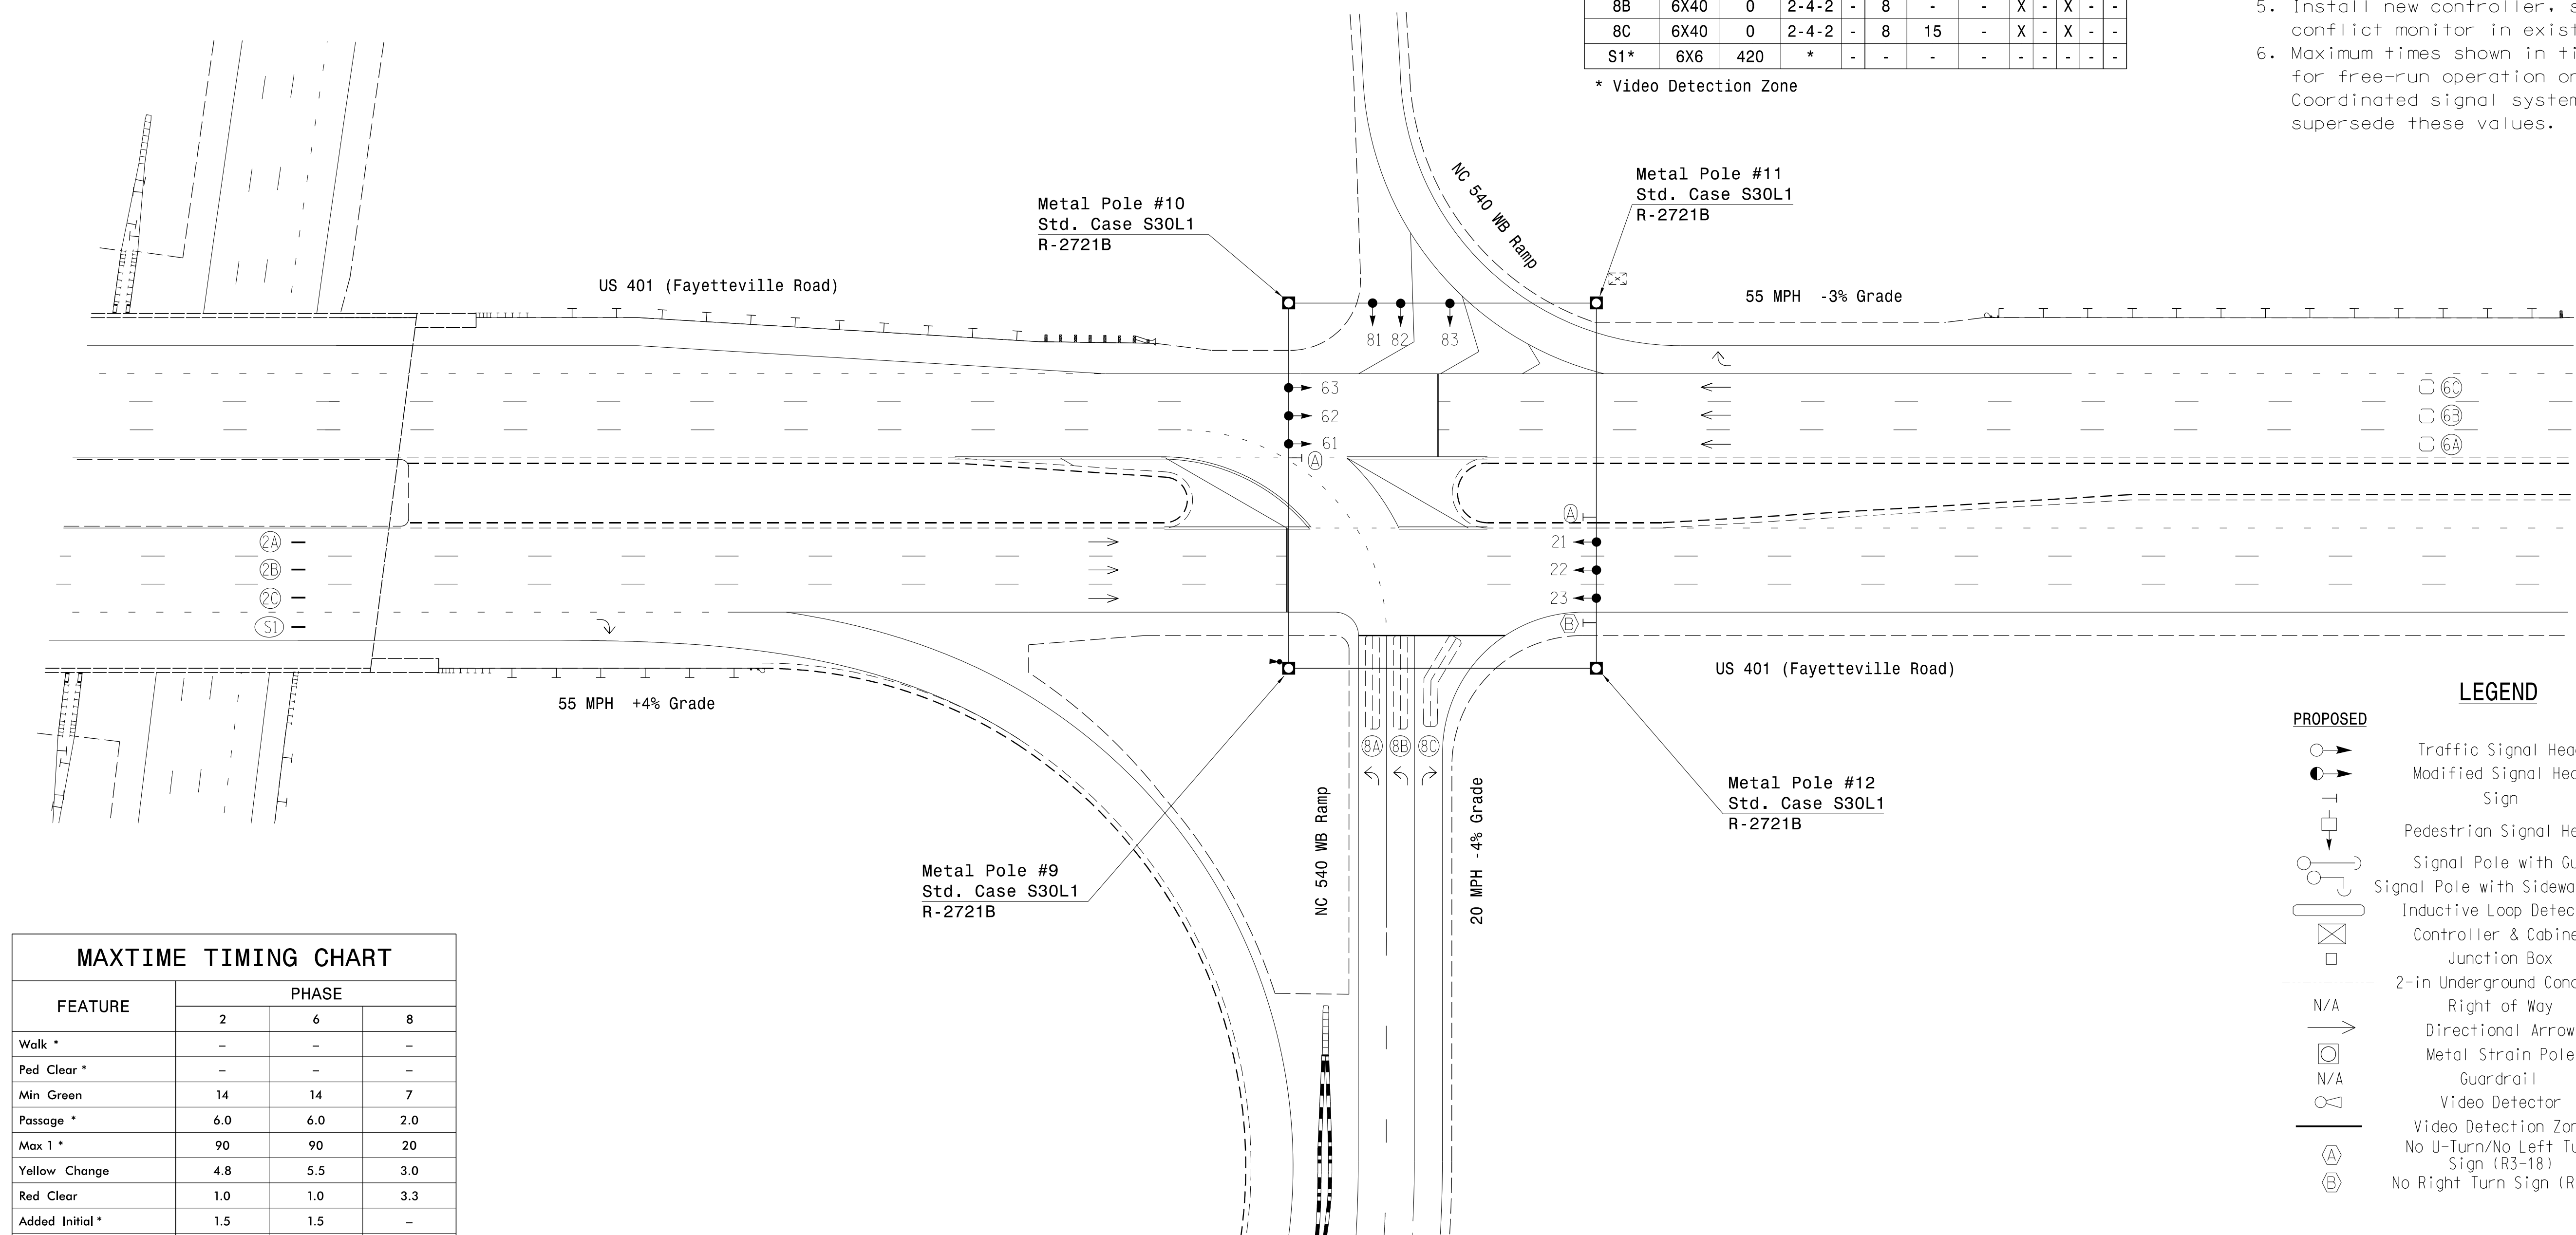 8B 6X40 0 2-4-2 - 8 - - X - X - -
8C 6X40 0 2-4-2 - 8 15 - X - X - -
S1* 6X6 420 * - - - - - - - - -
* Video Detection Zone
5. Install new controller,
conflict monitor in
6. Maximum times shown in
for free-run operation
Coordinated signal
supersede these values.
NC 540 WB Ramp
Metal Pole #10
Std. Case S30L1
R-2721B
Metal Pole #11
Std. Case S30L1
R-2721B
US 401 (Fayetteville Road)
55 MPH -3% Grade
81 82 83
63
62
61
A
6C
6B
6A
A
2A
2B
2C
S1
21
22
23
B
US 401 (Fayetteville Road)
55 MPH +4% Grade
8A 8B 8C
NC 540 WB Ramp
20 MPH -4% Grade
Metal Pole #12
Std. Case S30L1
R-2721B
Metal Pole #9
Std. Case S30L1
R-2721B
LEGEND
PROPOSED
Traffic Signal
Modified Signal
Sign
Pedestrian Signal
Signal Pole with
Signal Pole with
Inductive Loop
Controller &
Junction Box
2-in Underground
N/A Right of Way
Directional Arrow
Metal Strain Pole
N/A Guardrail
Video Detector
Video Detection
A No U-Turn/No Left
Sign (R3-18)
B No Right Turn Sign
MAXTIME TIMING CHART
FEATURE PHASE
2 6 8
Walk * – – –
Ped Clear * – – –
Min Green 14 14 7
Passage * 6.0 6.0 2.0
Max 1 * 90 90 20
Yellow Change 4.8 5.5 3.0
Red Clear 1.0 1.0 3.3
Added Initial * 1.5 1.5 –